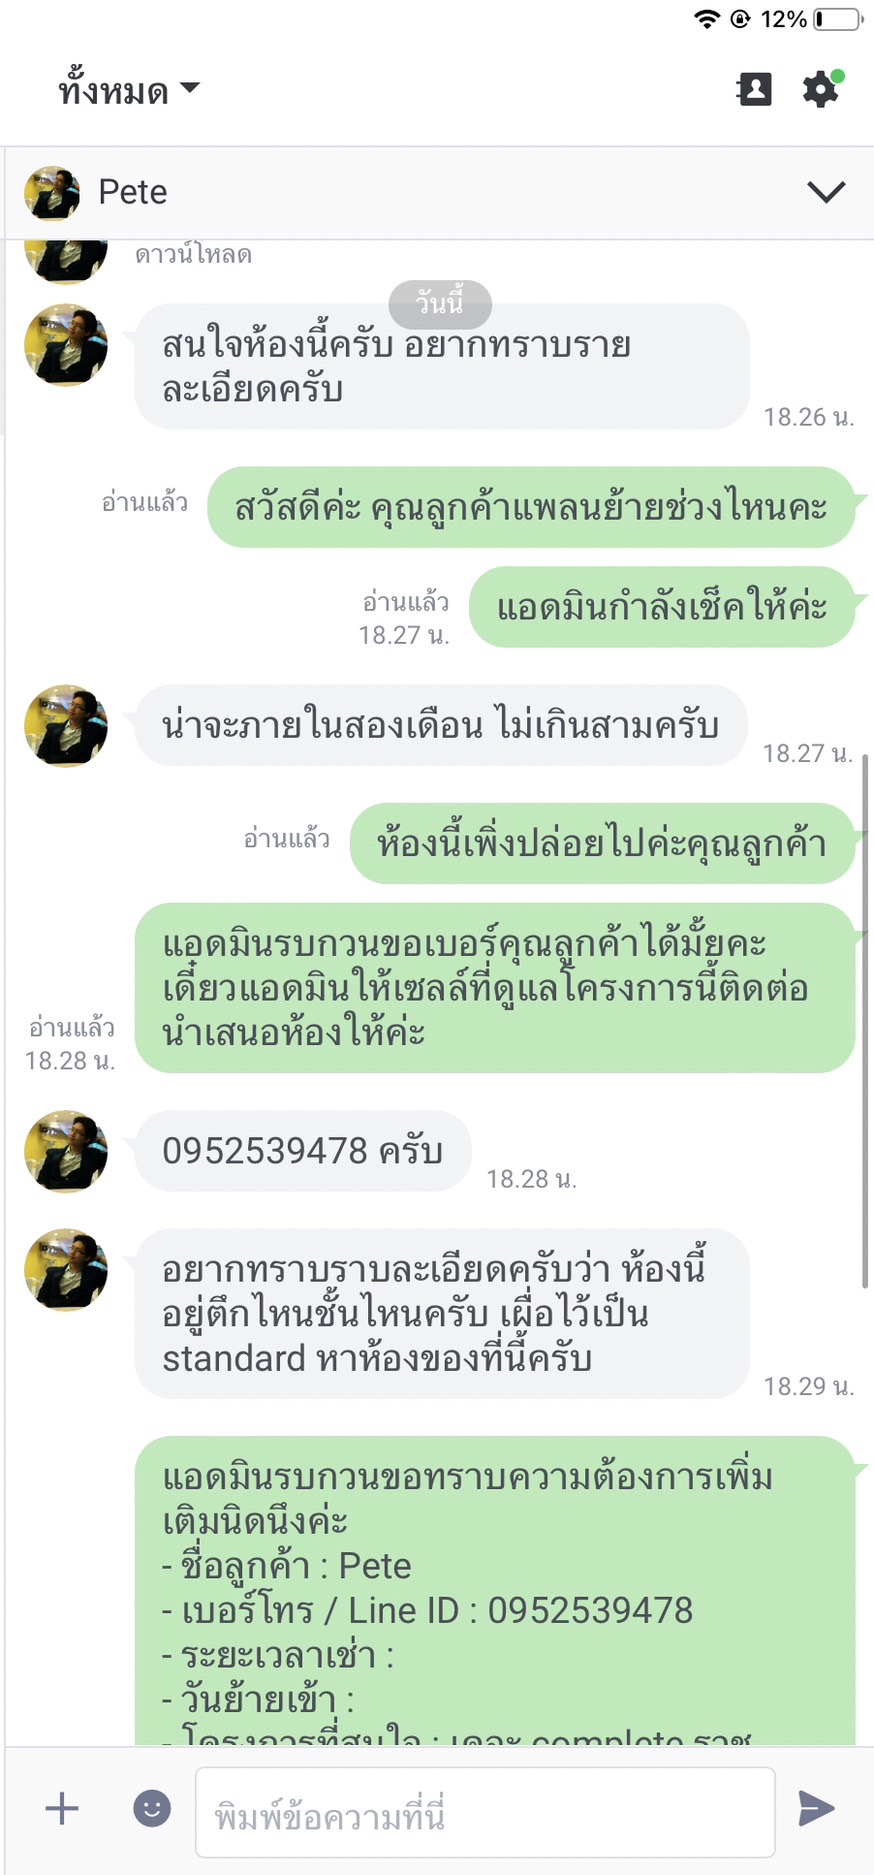 12%
ทั้งหมด
Pete
ดาวน์โหลด
วันนี้
สนใจห้องนี้ครับ อยากทราบราย
ละเอียดครับ
18.26 น.
อ่านแล้ว
สวัสดีค่ะ คุณลูกค้าแพลนย้ายช่วงไหนคะ
อ่านแล้ว
18.27 น.
แอดมินกำลังเช็คให้ค่ะ
น่าจะภายในสองเดือน ไม่เกินสามครับ
18.27 น.
อ่านแล้ว
ห้องนี้เพิ่งปล่อยไปค่ะคุณลูกค้า
แอดมินรบกวนขอเบอร์คุณลูกค้าได้มั้ยคะ
เดี๋ยวแอดมินให้เซลล์ที่ดูแลโครงการนี้ติดต่อ
นำเสนอห้องให้ค่ะ
อ่านแล้ว
18.28 น.
0952539478 ครับ
18.28 น.
อยากทราบราบละเอียดครับว่า ห้องนี้
อยู่ตึกไหนชั้นไหนครับ เผื่อไว้เป็น
standard หาห้องของที่นี้ครับ
18.29 น.
แอดมินรบกวนขอทราบความต้องการเพิ่ม
เติมนิดนึงค่ะ
- ชื่อลูกค้า : Pete
- เบอร์โทร / Line ID : 0952539478
- ระยะเวลาเช่า :
- วันย้ายเข้า :
- โครงการที่สนใจ : เดอะ complete ราช
พิมพ์ข้อความที่นี่